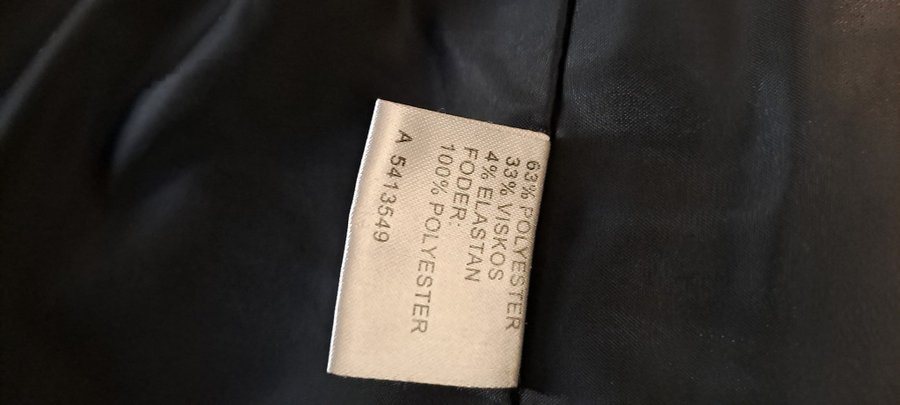 63% POLYESTER
33% VISKOS
4% ELASTAN
FODER:
100% POLYESTER
A 5413549